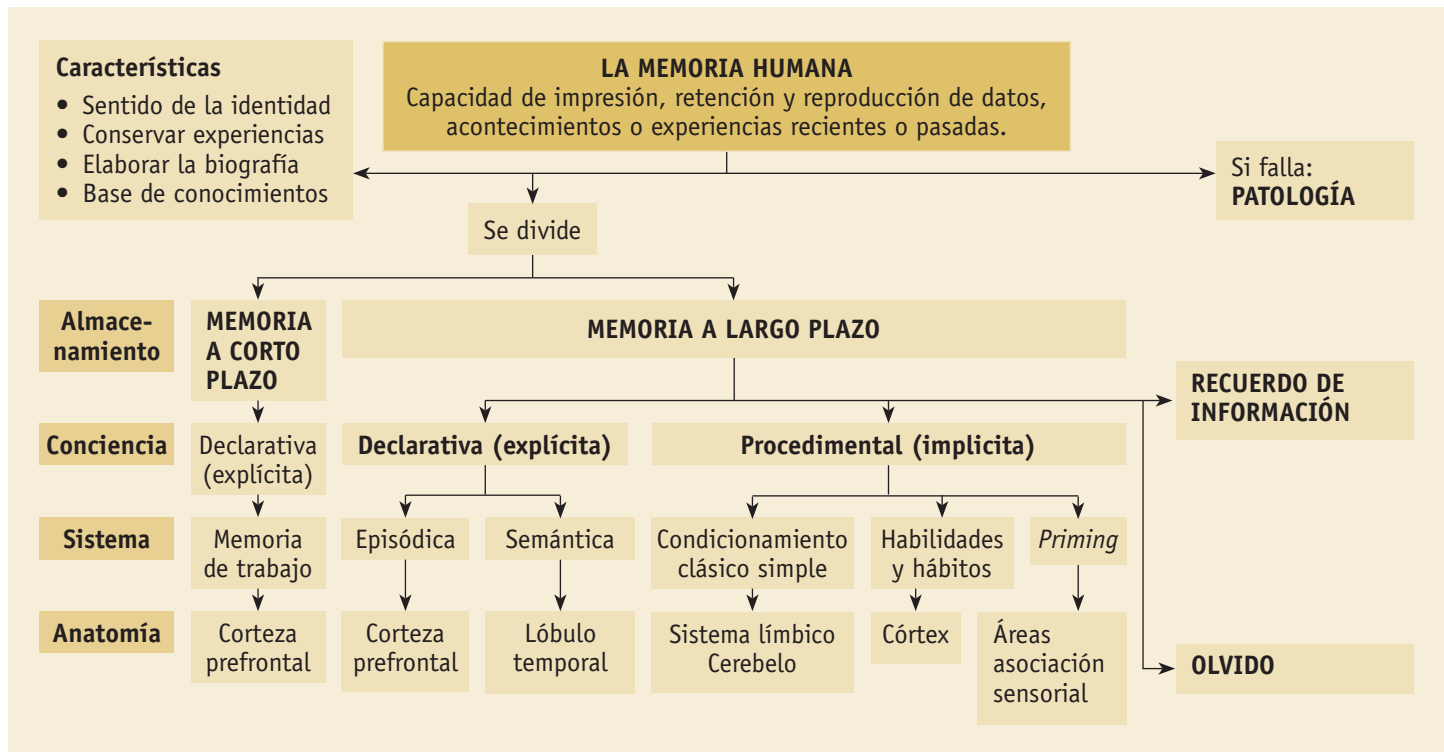 Características
• Sentido de la identidad
• Conservar experiencias
• Elaborar la biografía
• Base de conocimientos
LA MEMORIA HUMANA
Capacidad de impresión, retención y reproducción de datos,
acontecimientos o experiencias recientes o pasadas.
Si falla:
PATOLOGÍA
Se divide
Almace-
namiento
MEMORIA
A CORTO
PLAZO
MEMORIA A LARGO PLAZO
RECUERDO DE
INFORMACIÓN
Conciencia
Declarativa
(explícita)
Declarativa (explícita)
Procedimental (implicita)
Sistema
Memoria
de trabajo
Episódica
Semántica
Condicionamiento
clásico simple
Habilidades
y hábitos
Priming
Anatomía
Corteza
prefrontal
Corteza
prefrontal
Lóbulo
temporal
Sistema límbico
Cerebelo
Córtex
Áreas
asociación
sensorial
OLVIDO